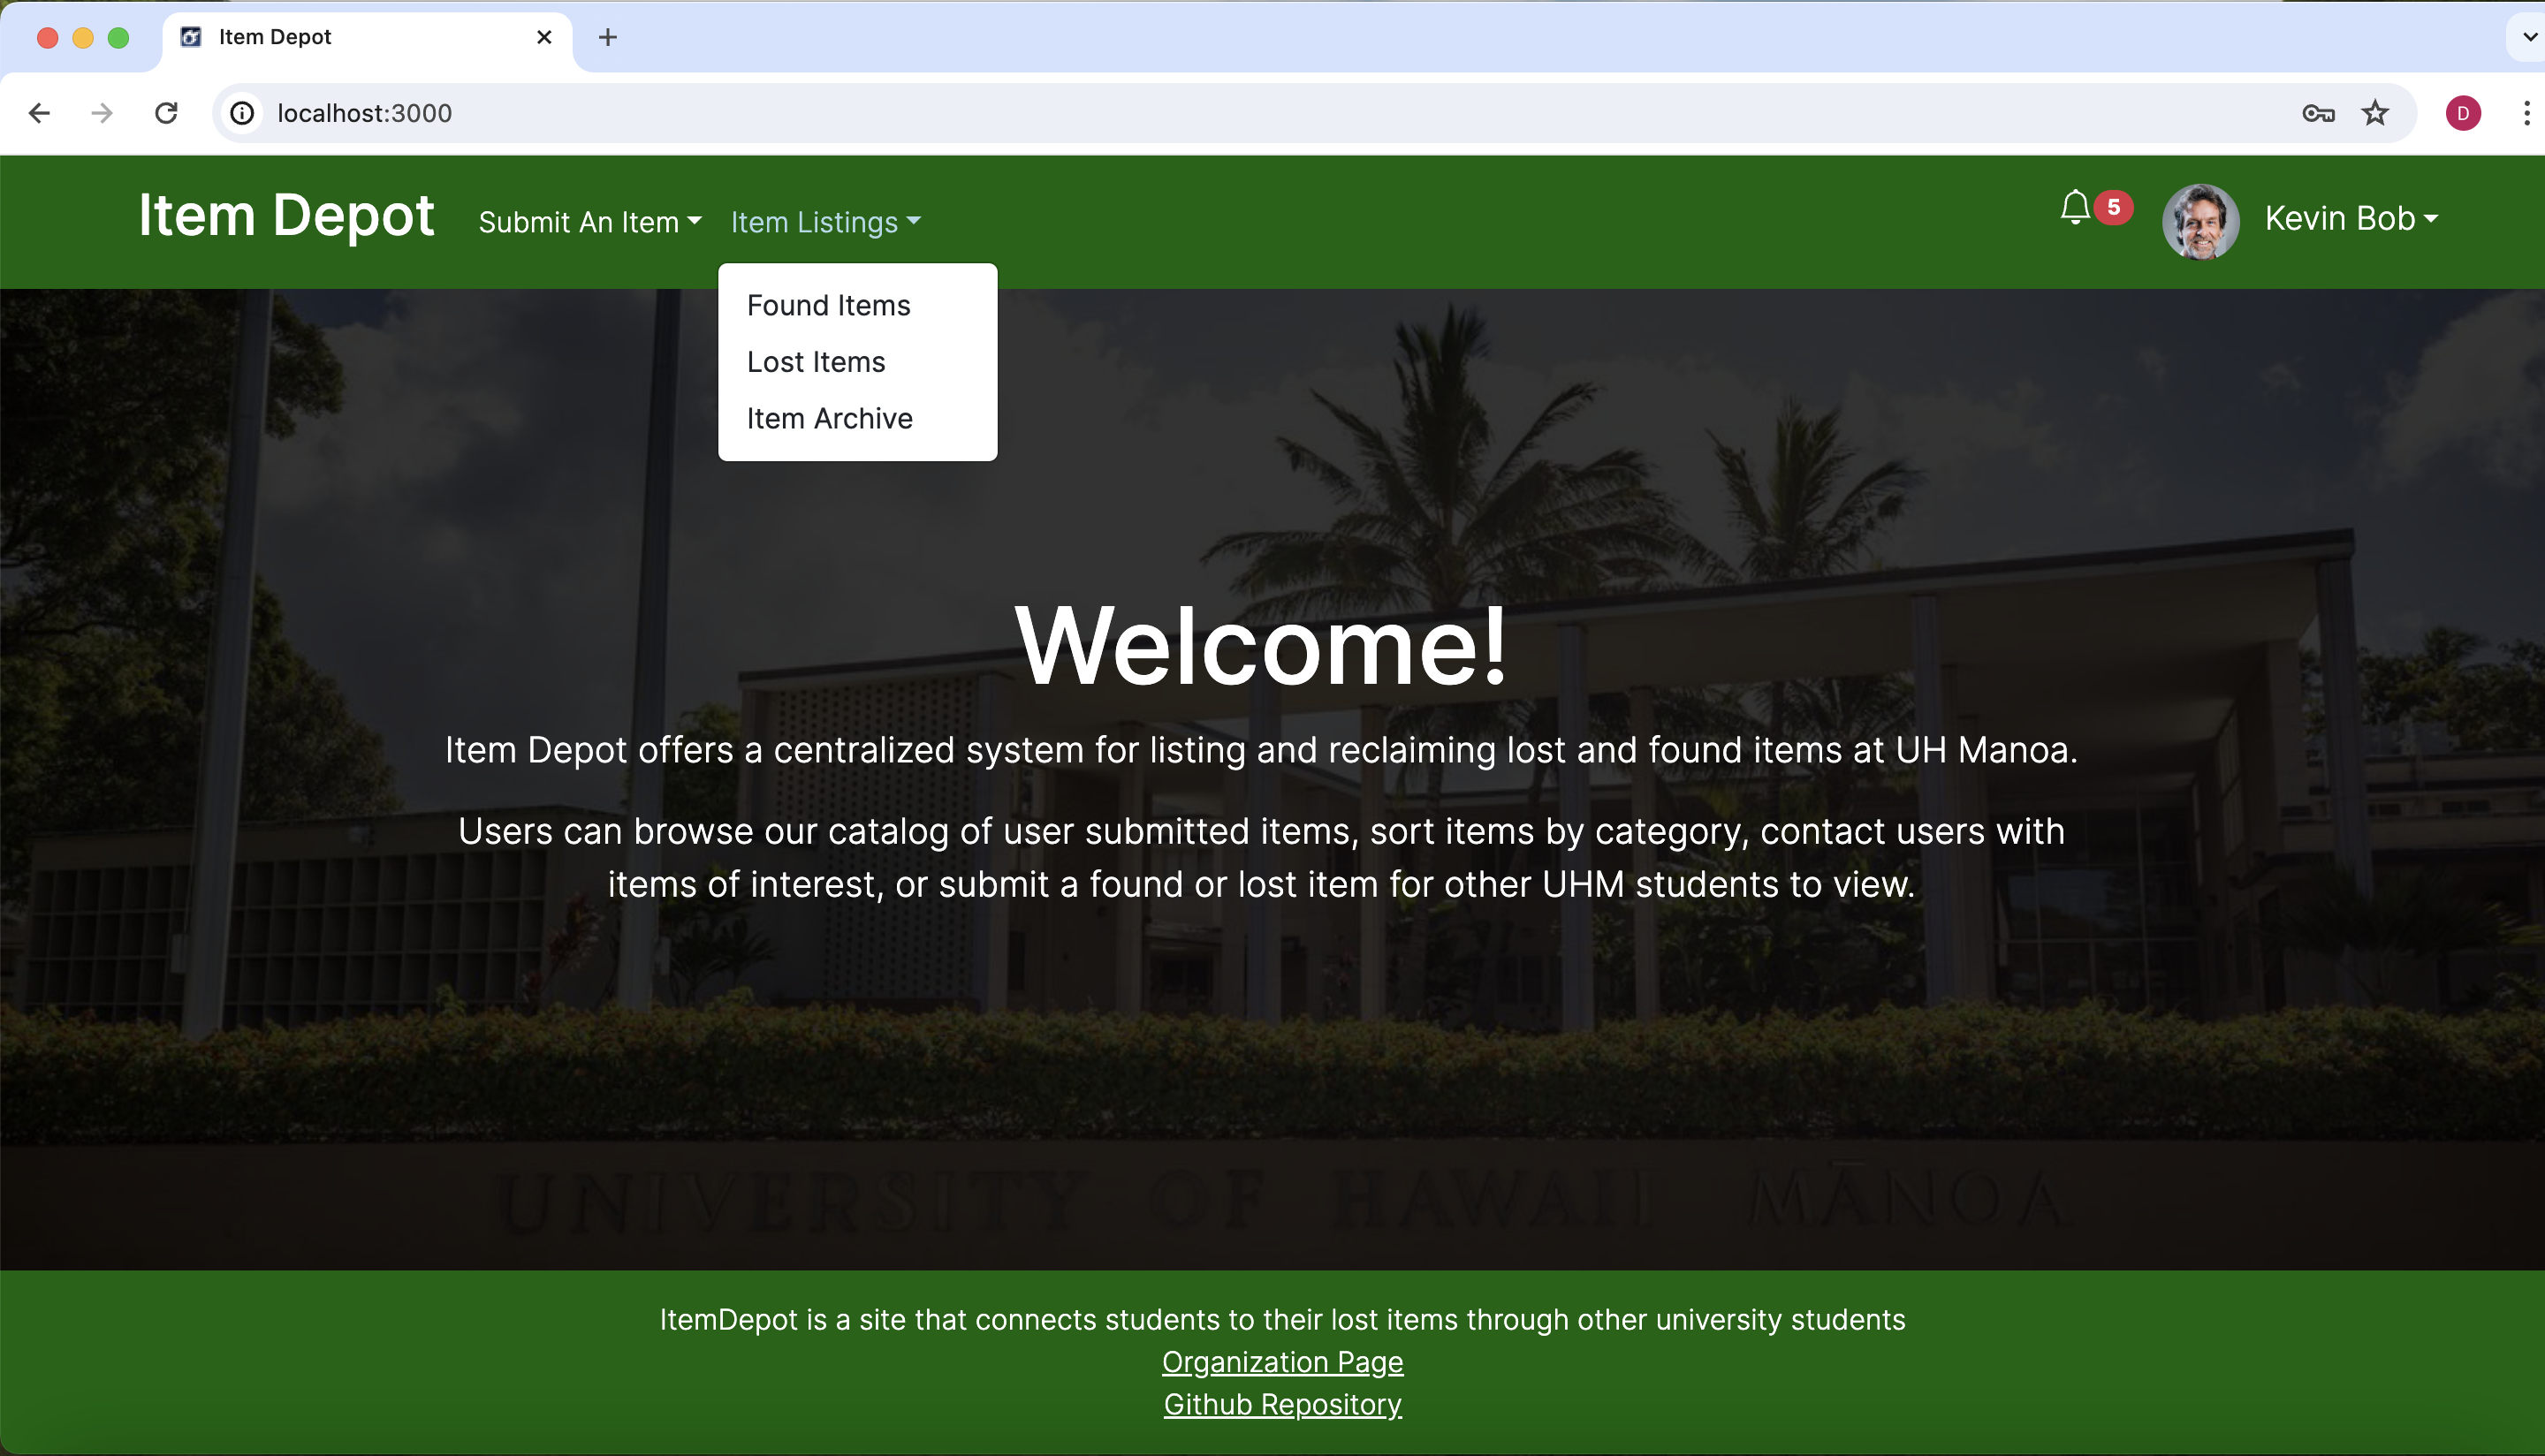 Item Depot
localhost:3000
D
Item Depot
Submit An Item
Item Listings
5
Kevin Bob
Found Items
Lost Items
Item Archive
Welcome!
Item Depot offers a centralized system for listing and reclaiming lost and found items at UH Manoa.
Users can browse our catalog of user submitted items, sort items by category, contact users with
items of interest, or submit a found or lost item for other UHM students to view.
UNIVERSITY OF HAWAII MĀNOA
ItemDepot is a site that connects students to their lost items through other university students
Organization Page
Github Repository